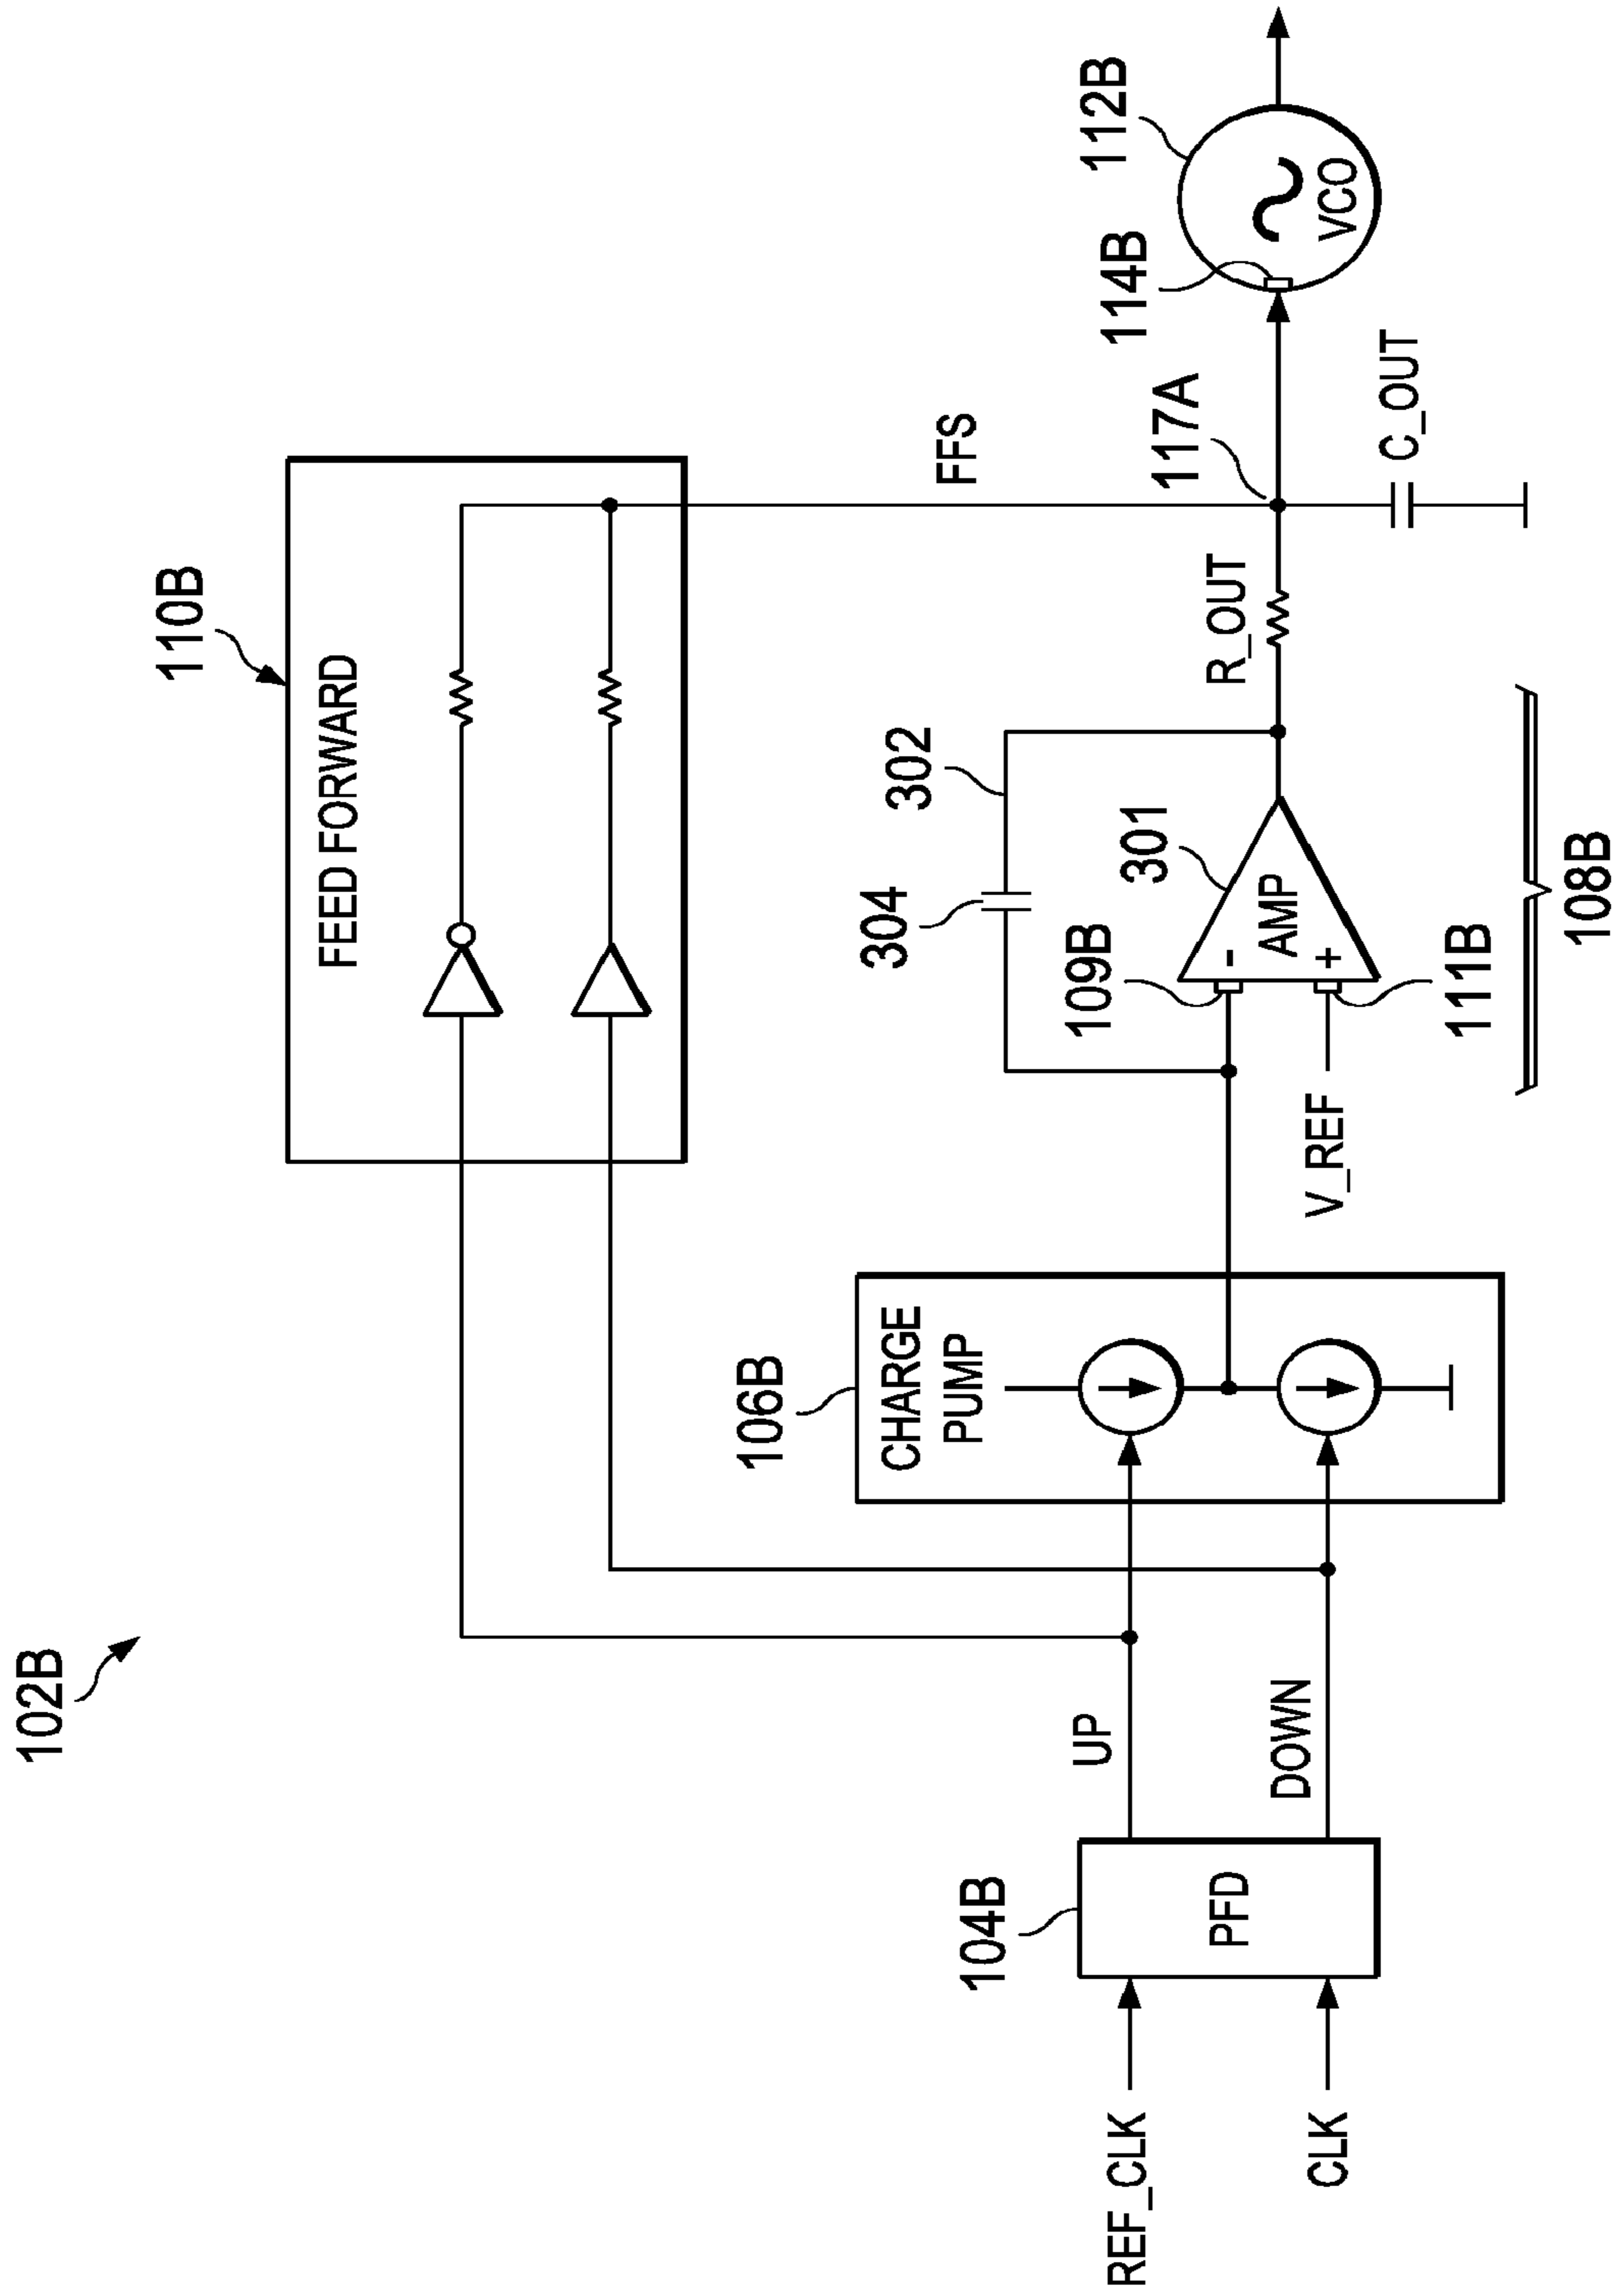 102B
110B
FEED FORWARD
FFS
106B
CHARGE
PUMP
304
302
104B
PFD
REF_CLK
CLK
UP
DOWN
109B
301
AMP
-
+
V_REF
111B
108B
R_OUT
117A
C_OUT
114B
112B
VCO